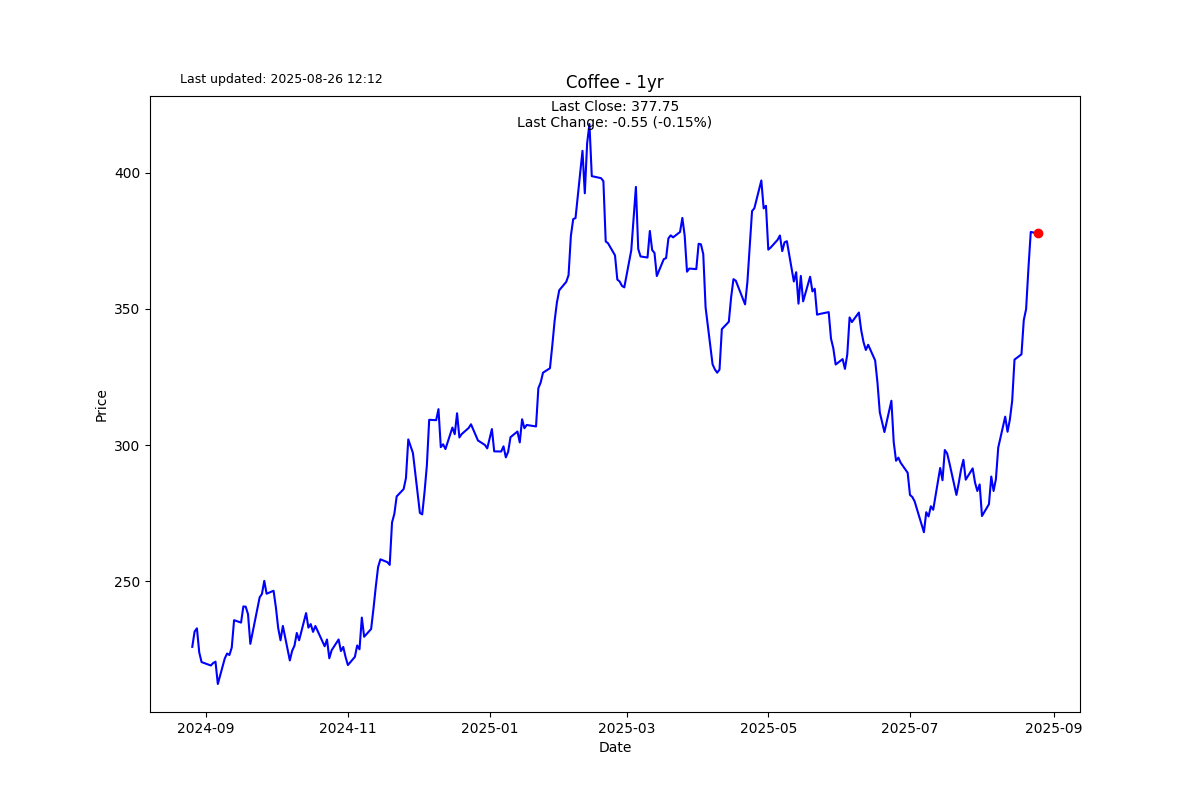 Last updated: 2025-08-26 12:12
Coffee - 1yr
Last Close: 377.75
Last Change: -0.55 (-0.15%)
400
350
300
250
Price
2024-09
2024-11
2025-01
2025-03
2025-05
2025-07
2025-09
Date